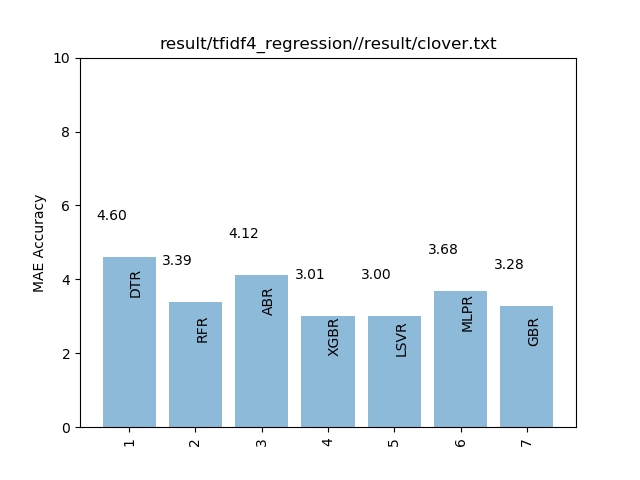 result/tfidf4_regression//result/clover.txt
MAE Accuracy
10
8
6
4
2
0
4.60
3.39
4.12
3.01
3.00
3.68
3.28
DTR
RFR
ABR
XGBR
LSVR
MLPR
GBR
1
2
3
4
5
6
7